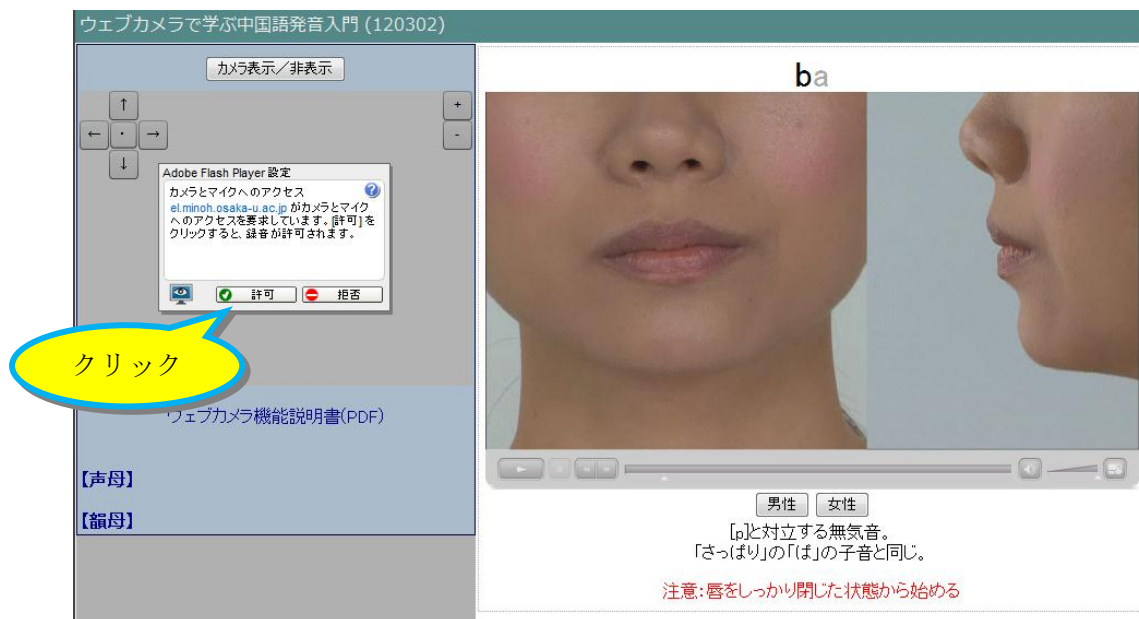 ウェブカメラで学ぶ中国語発音入門 (120302)
カメラ表示／非表示
↑
← ・ →
↓
+
-
Adobe Flash Player 設定
カメラとマイクへのアクセス
el.minoh.osaka-u.ac.jp がカメラとマイク
へのアクセスを要求しています。[許可] を
クリックすると、録音が許可されます。
許可 拒否
クリック
ウェブカメラ機能説明書(PDF)
【声母】
【韻母】
ba
男性 女性
[p]と対立する無気音。
「さっぱり」の「ぱ」の子音と同じ。
注意：唇をしっかり閉じた状態から始める